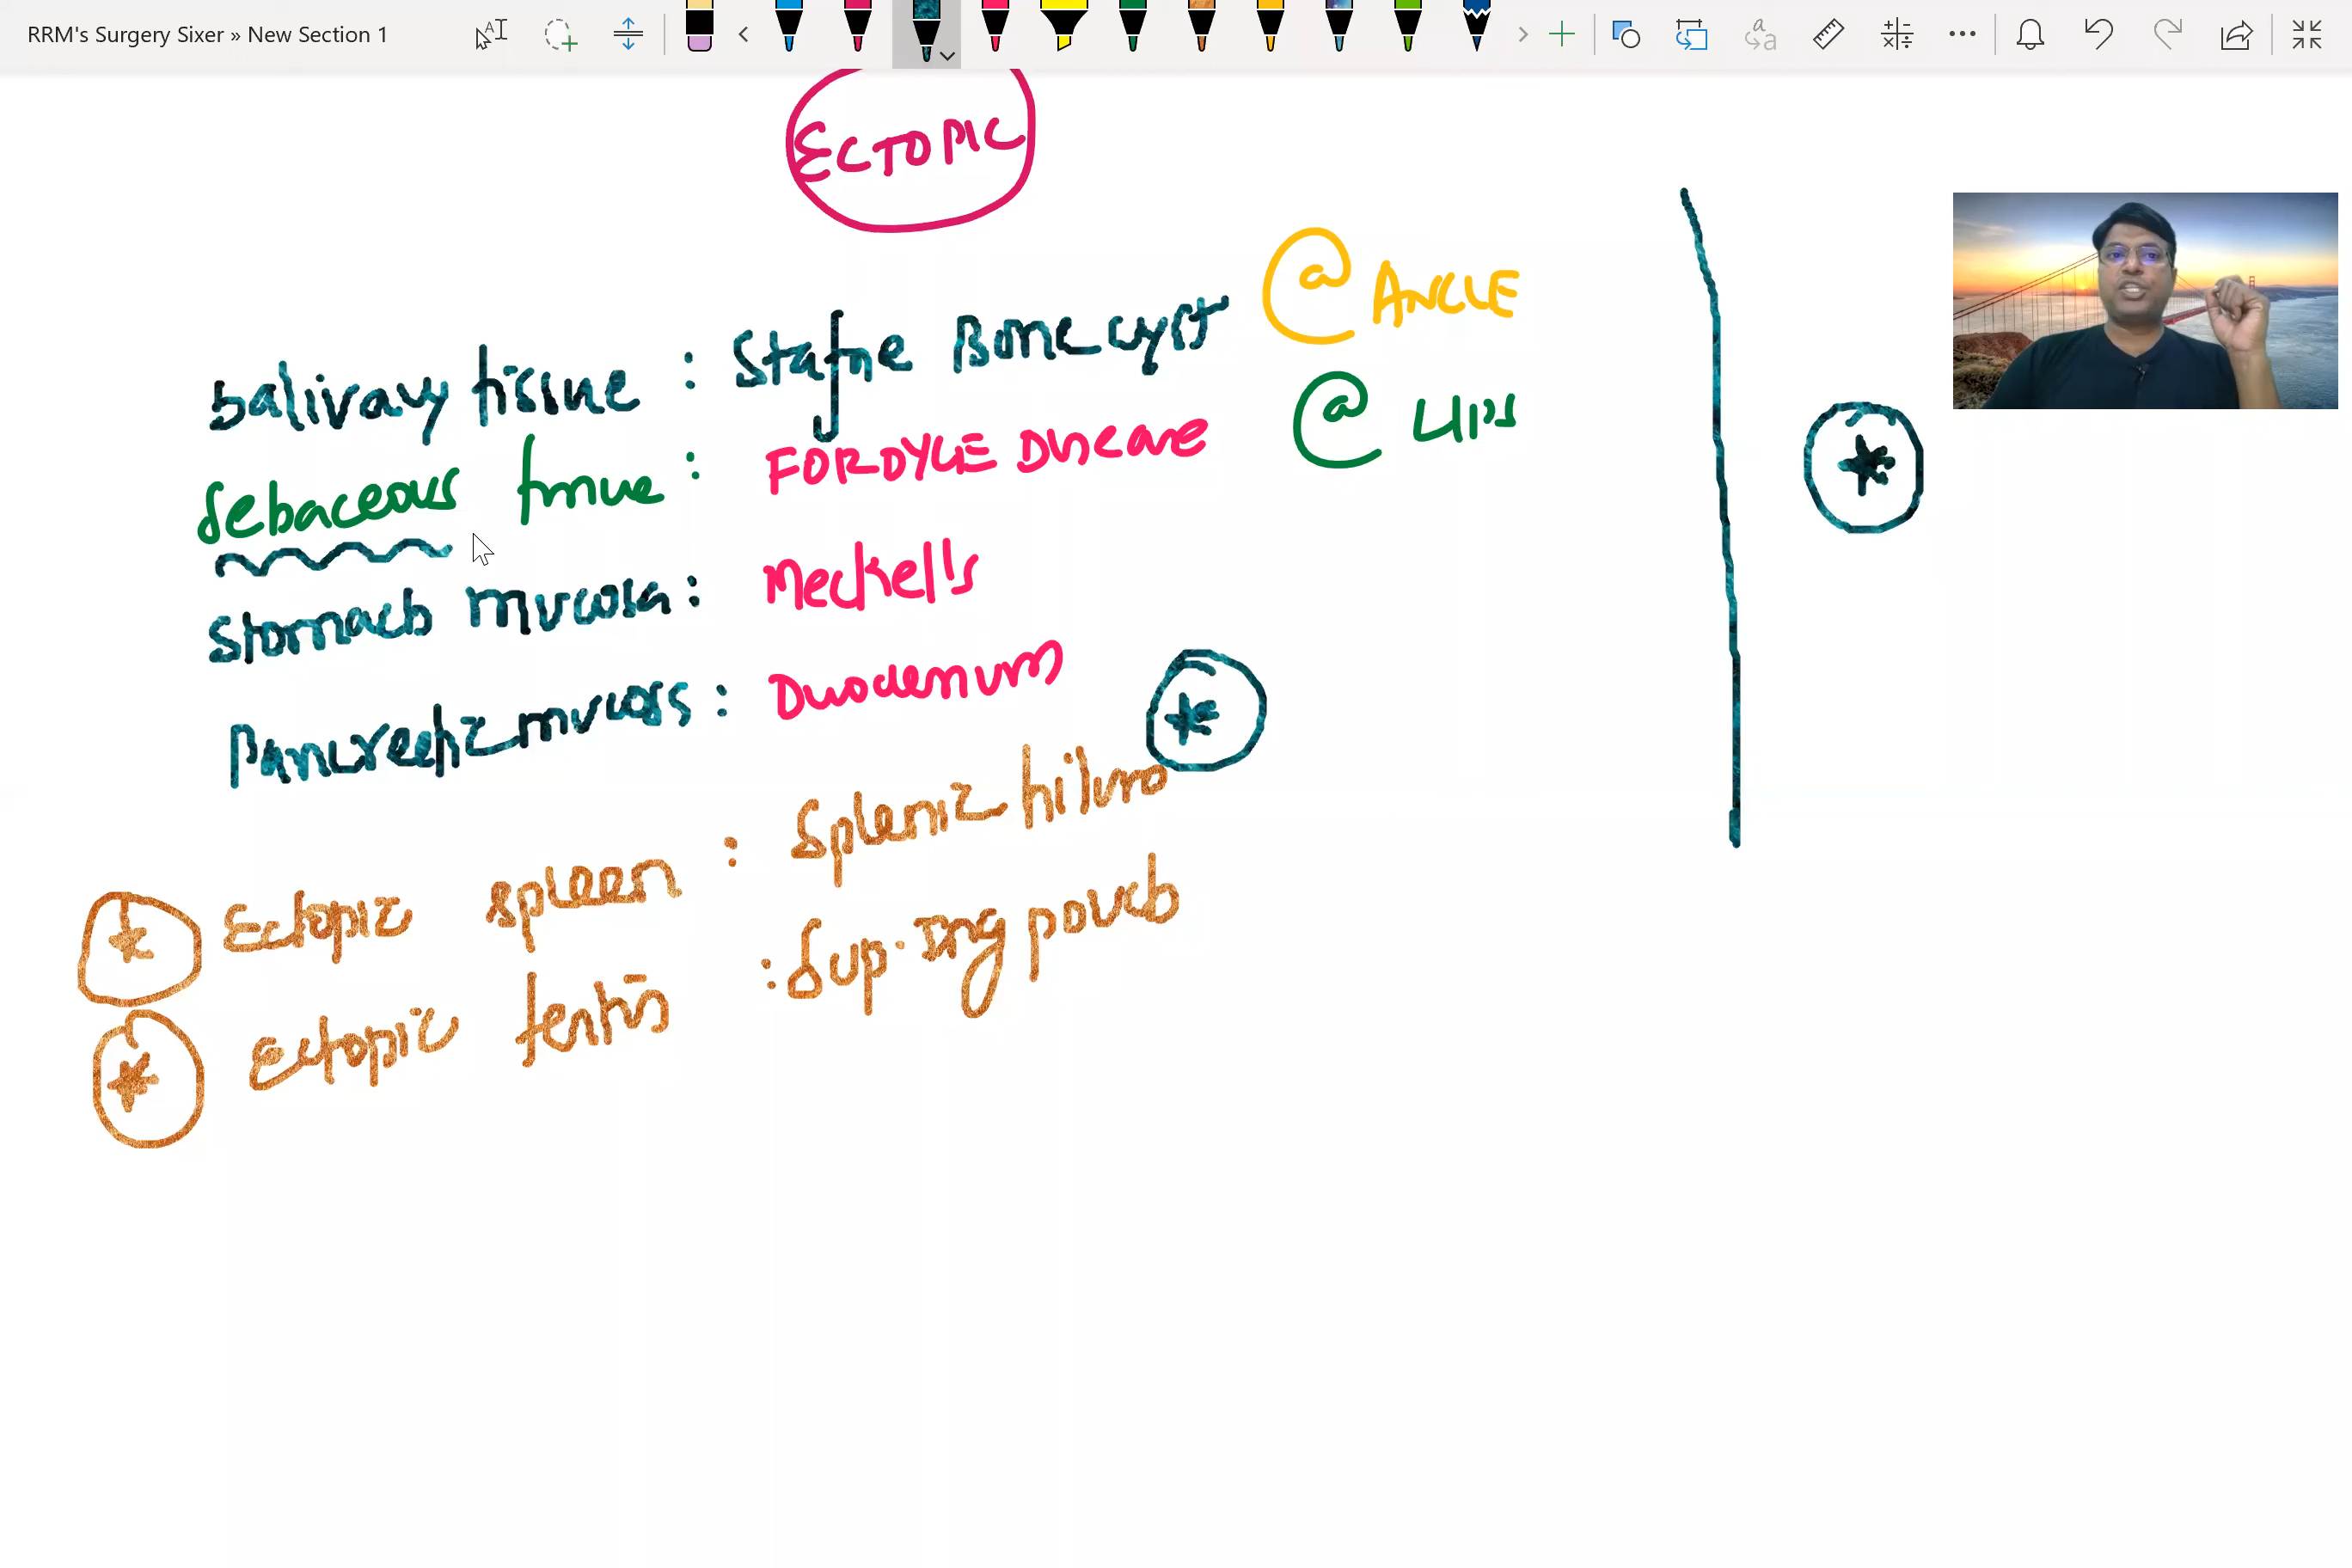 RRM's Surgery Sixer » New Section 1
ECTOPIC
Salivary tissue : Stafne Bone cyst @ ANGLE
Sebaceous tissue : FORDYCE Disease @ LIPS
Stomach mucosa : Meckel's
Pancreatic mucosa : Duodenum
Ectopic spleen : Splenic hilum
Ectopic testis : Sup. Ing pouch